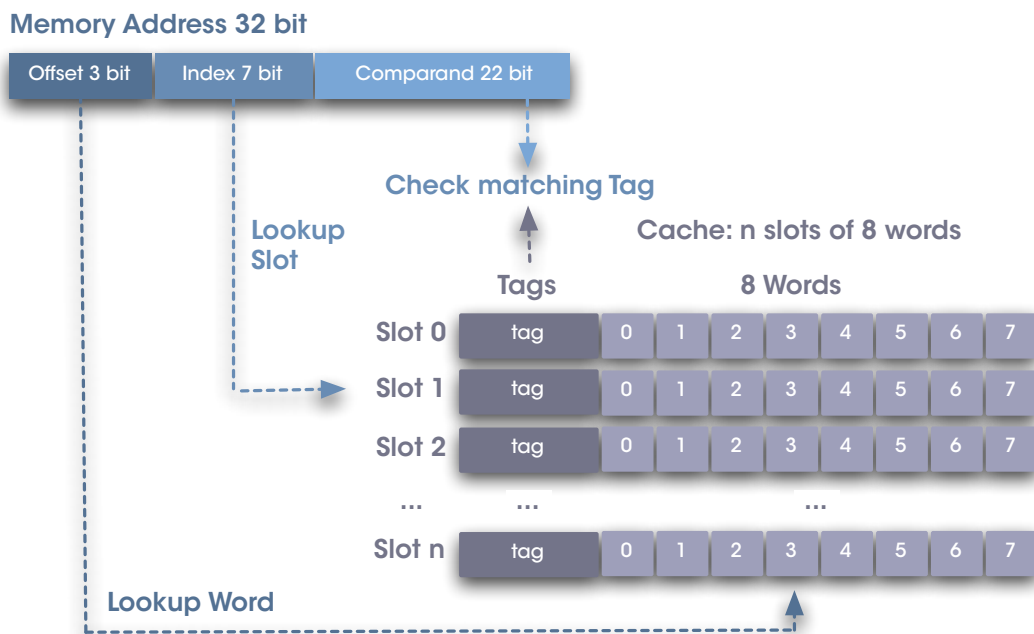 Memory Address 32 bit
Offset 3 bit Index 7 bit Comparand 22 bit
Check matching Tag
Lookup
Slot
Cache: n slots of 8 words
Tags 8 Words
Slot 0 tag 0 1 2 3 4 5 6 7
Slot 1 tag 0 1 2 3 4 5 6 7
Slot 2 tag 0 1 2 3 4 5 6 7
... ... ...
Slot n tag 0 1 2 3 4 5 6 7
Lookup Word